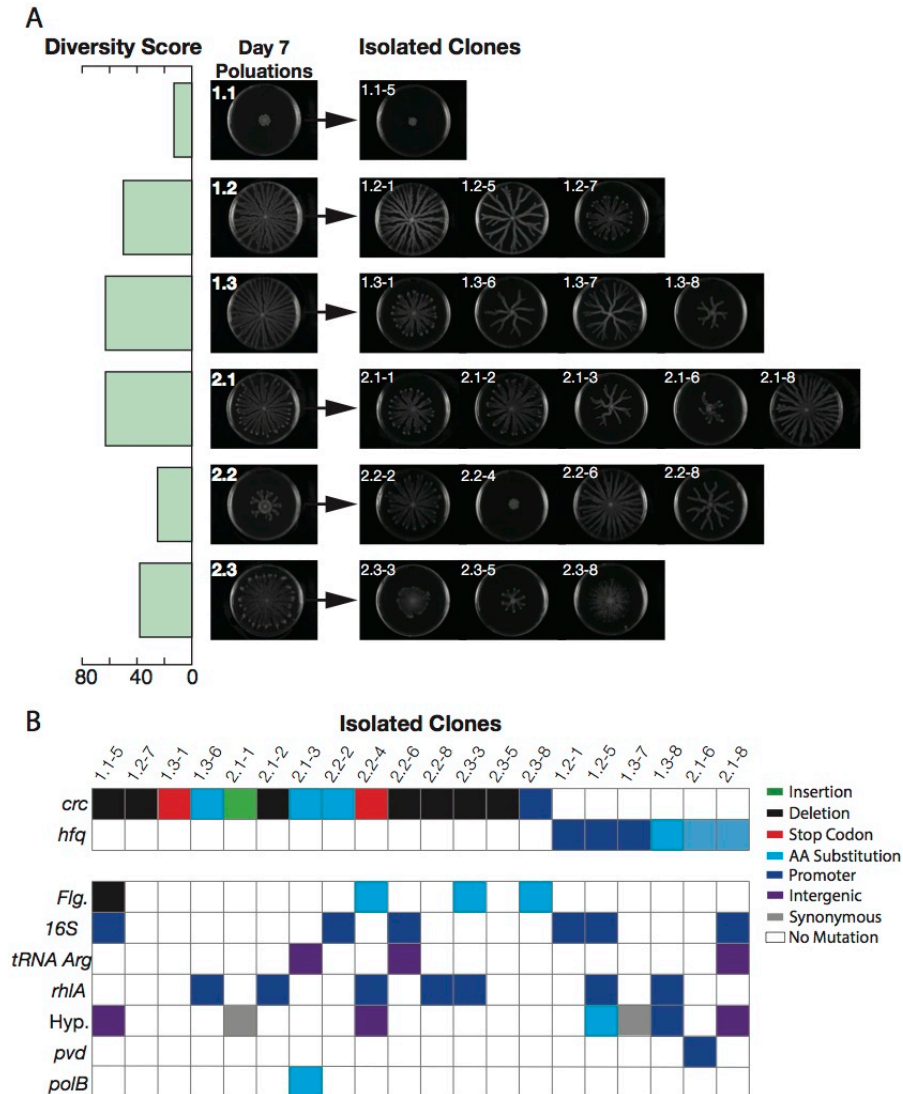 A
Diversity Score
Day 7
Poluations
Isolated Clones
80 40 0
1.1 1.1-5
1.2 1.2-1 1.2-5 1.2-7
1.3 1.3-1 1.3-6 1.3-7 1.3-8
2.1 2.1-1 2.1-2 2.1-3 2.1-6 2.1-8
2.2 2.2-2 2.2-4 2.2-6 2.2-8
2.3 2.3-3 2.3-5 2.3-8
80 40 0
B
Isolated Clones
1.1-5 1.2-7 1.3-1 1.3-6 2.1-1 2.1-2 2.1-3 2.2-2 2.2-4 2.2-6 2.2-8 2.3-3 2.3-5 2.3-8 1.2-1 1.2-5 1.3-7 1.3-8 2.1-6 2.1-8
crc
hfq
Flg.
16S
tRNA Arg
rhlA
Hyp.
pvd
polB
Insertion
Deletion
Stop Codon
AA Substitution
Promoter
Intergenic
Synonymous
No Mutation